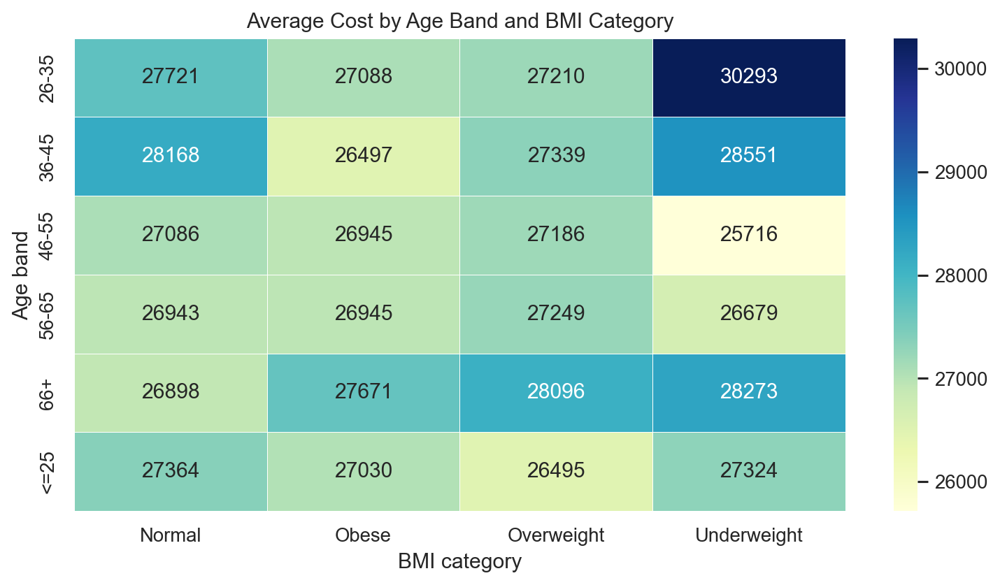 Average Cost by Age Band and BMI Category
Age band
26-35 27721 27088 27210 30293
36-45 28168 26497 27339 28551
46-55 27086 26945 27186 25716
56-65 26943 26945 27249 26679
66+ 26898 27671 28096 28273
<=25 27364 27030 26495 27324
Normal Obese Overweight Underweight
BMI category
30000
29000
28000
27000
26000